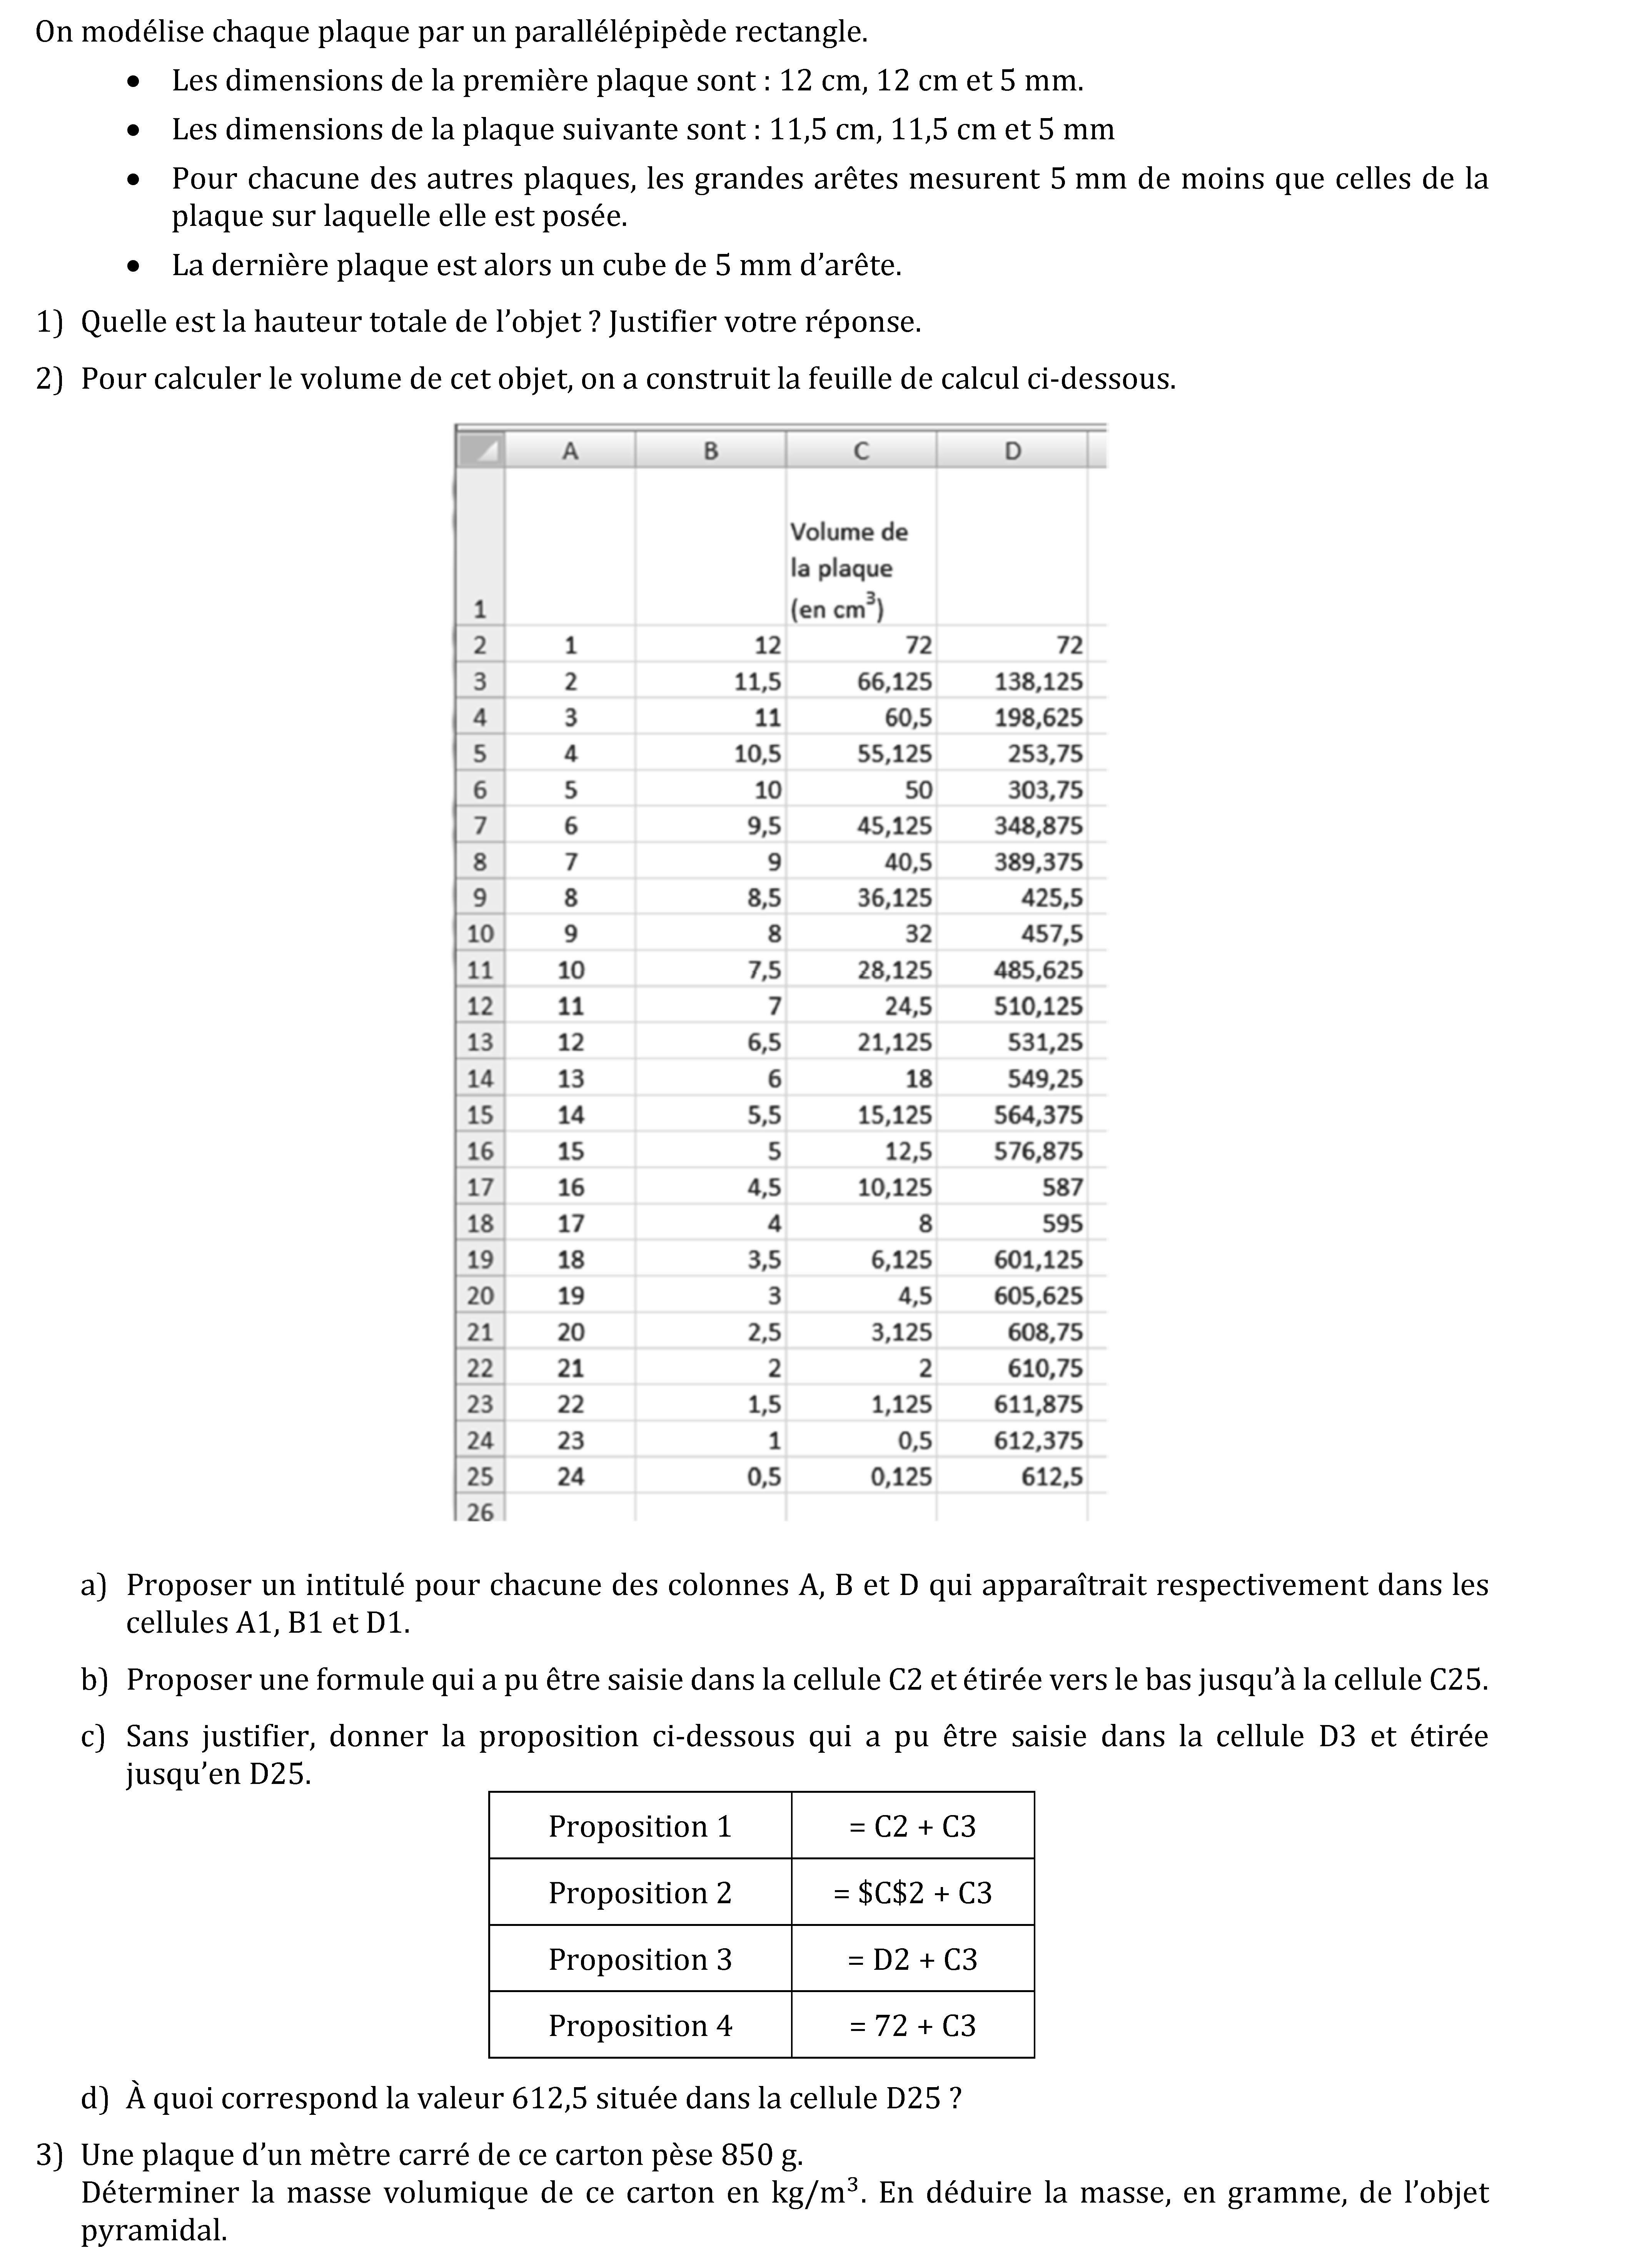 On modélise chaque plaque par un parallélépipède rectangle.
• Les dimensions de la première plaque sont : 12 cm, 12 cm et 5 mm.
• Les dimensions de la plaque suivante sont : 11,5 cm, 11,5 cm et 5 mm
• Pour chacune des autres plaques, les grandes arêtes mesurent 5 mm de moins que celles de la
plaque sur laquelle elle est posée.
• La dernière plaque est alors un cube de 5 mm d’arête.
1) Quelle est la hauteur totale de l’objet ? Justifier votre réponse.
2) Pour calculer le volume de cet objet, on a construit la feuille de calcul ci-dessous.
A B C D
Volume de
la plaque
1 (en cm³)
2 1 12 72 72
3 2 11,5 66,125 138,125
4 3 11 60,5 198,625
5 4 10,5 55,125 253,75
6 5 10 50 303,75
7 6 9,5 45,125 348,875
8 7 9 40,5 389,375
9 8 8,5 36,125 425,5
10 9 8 32 457,5
11 10 7,5 28,125 485,625
12 11 7 24,5 510,125
13 12 6,5 21,125 531,25
14 13 6 18 549,25
15 14 5,5 15,125 564,375
16 15 5 12,5 576,875
17 16 4,5 10,125 587
18 17 4 8 595
19 18 3,5 6,125 601,125
20 19 3 4,5 605,625
21 20 2,5 3,125 608,75
22 21 2 2 610,75
23 22 1,5 1,125 611,875
24 23 1 0,5 612,375
25 24 0,5 0,125 612,5
26
a) Proposer un intitulé pour chacune des colonnes A, B et D qui apparaîtrait respectivement dans les
cellules A1, B1 et D1.
b) Proposer une formule qui a pu être saisie dans la cellule C2 et étirée vers le bas jusqu’à la cellule C25.
c) Sans justifier, donner la proposition ci-dessous qui a pu être saisie dans la cellule D3 et étirée
jusqu’en D25.
Proposition 1 = C2 + C3
Proposition 2 = $C$2 + C3
Proposition 3 = D2 + C3
Proposition 4 = 72 + C3
d) À quoi correspond la valeur 612,5 située dans la cellule D25 ?
3) Une plaque d’un mètre carré de ce carton pèse 850 g.
Déterminer la masse volumique de ce carton en kg/m³. En déduire la masse, en gramme, de l’objet
pyramidal.